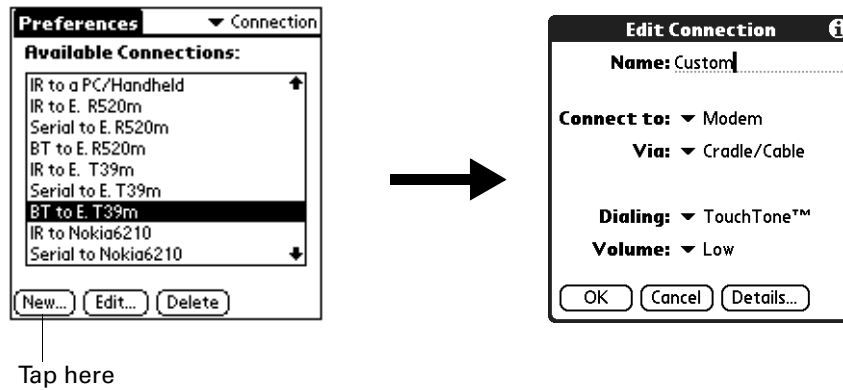 Preferences
Connection
Available Connections:
IR to a PC/Handheld
IR to E. R520m
Serial to E. R520m
BT to E. R520m
IR to E. T39m
Serial to E. T39m
BT to E. T39m
IR to Nokia6210
Serial to Nokia6210
New... Edit... Delete
Tap here
Edit Connection i
Name: Custom
Connect to: Modem
Via: Cradle/Cable
Dialing: TouchTone™
Volume: Low
OK Cancel Details...